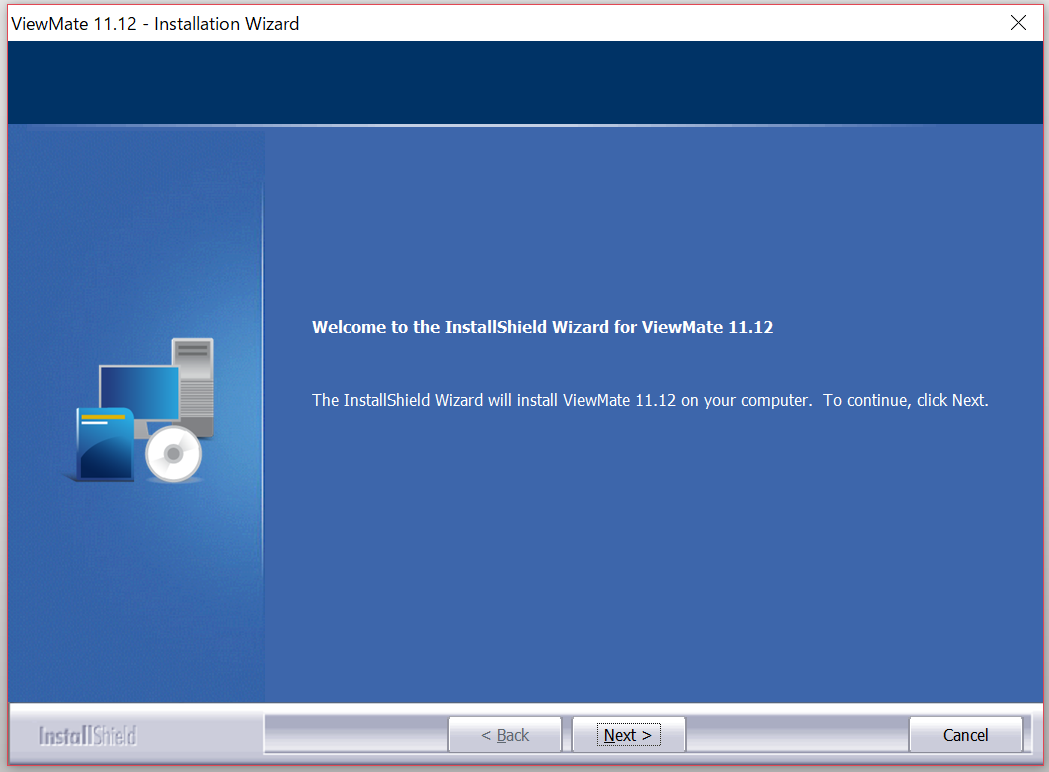 ViewMate 11.12 - Installation Wizard
Welcome to the InstallShield Wizard for ViewMate 11.12
The InstallShield Wizard will install ViewMate 11.12 on your computer.  To continue, click Next.
InstallShield
< Back
Next >
Cancel